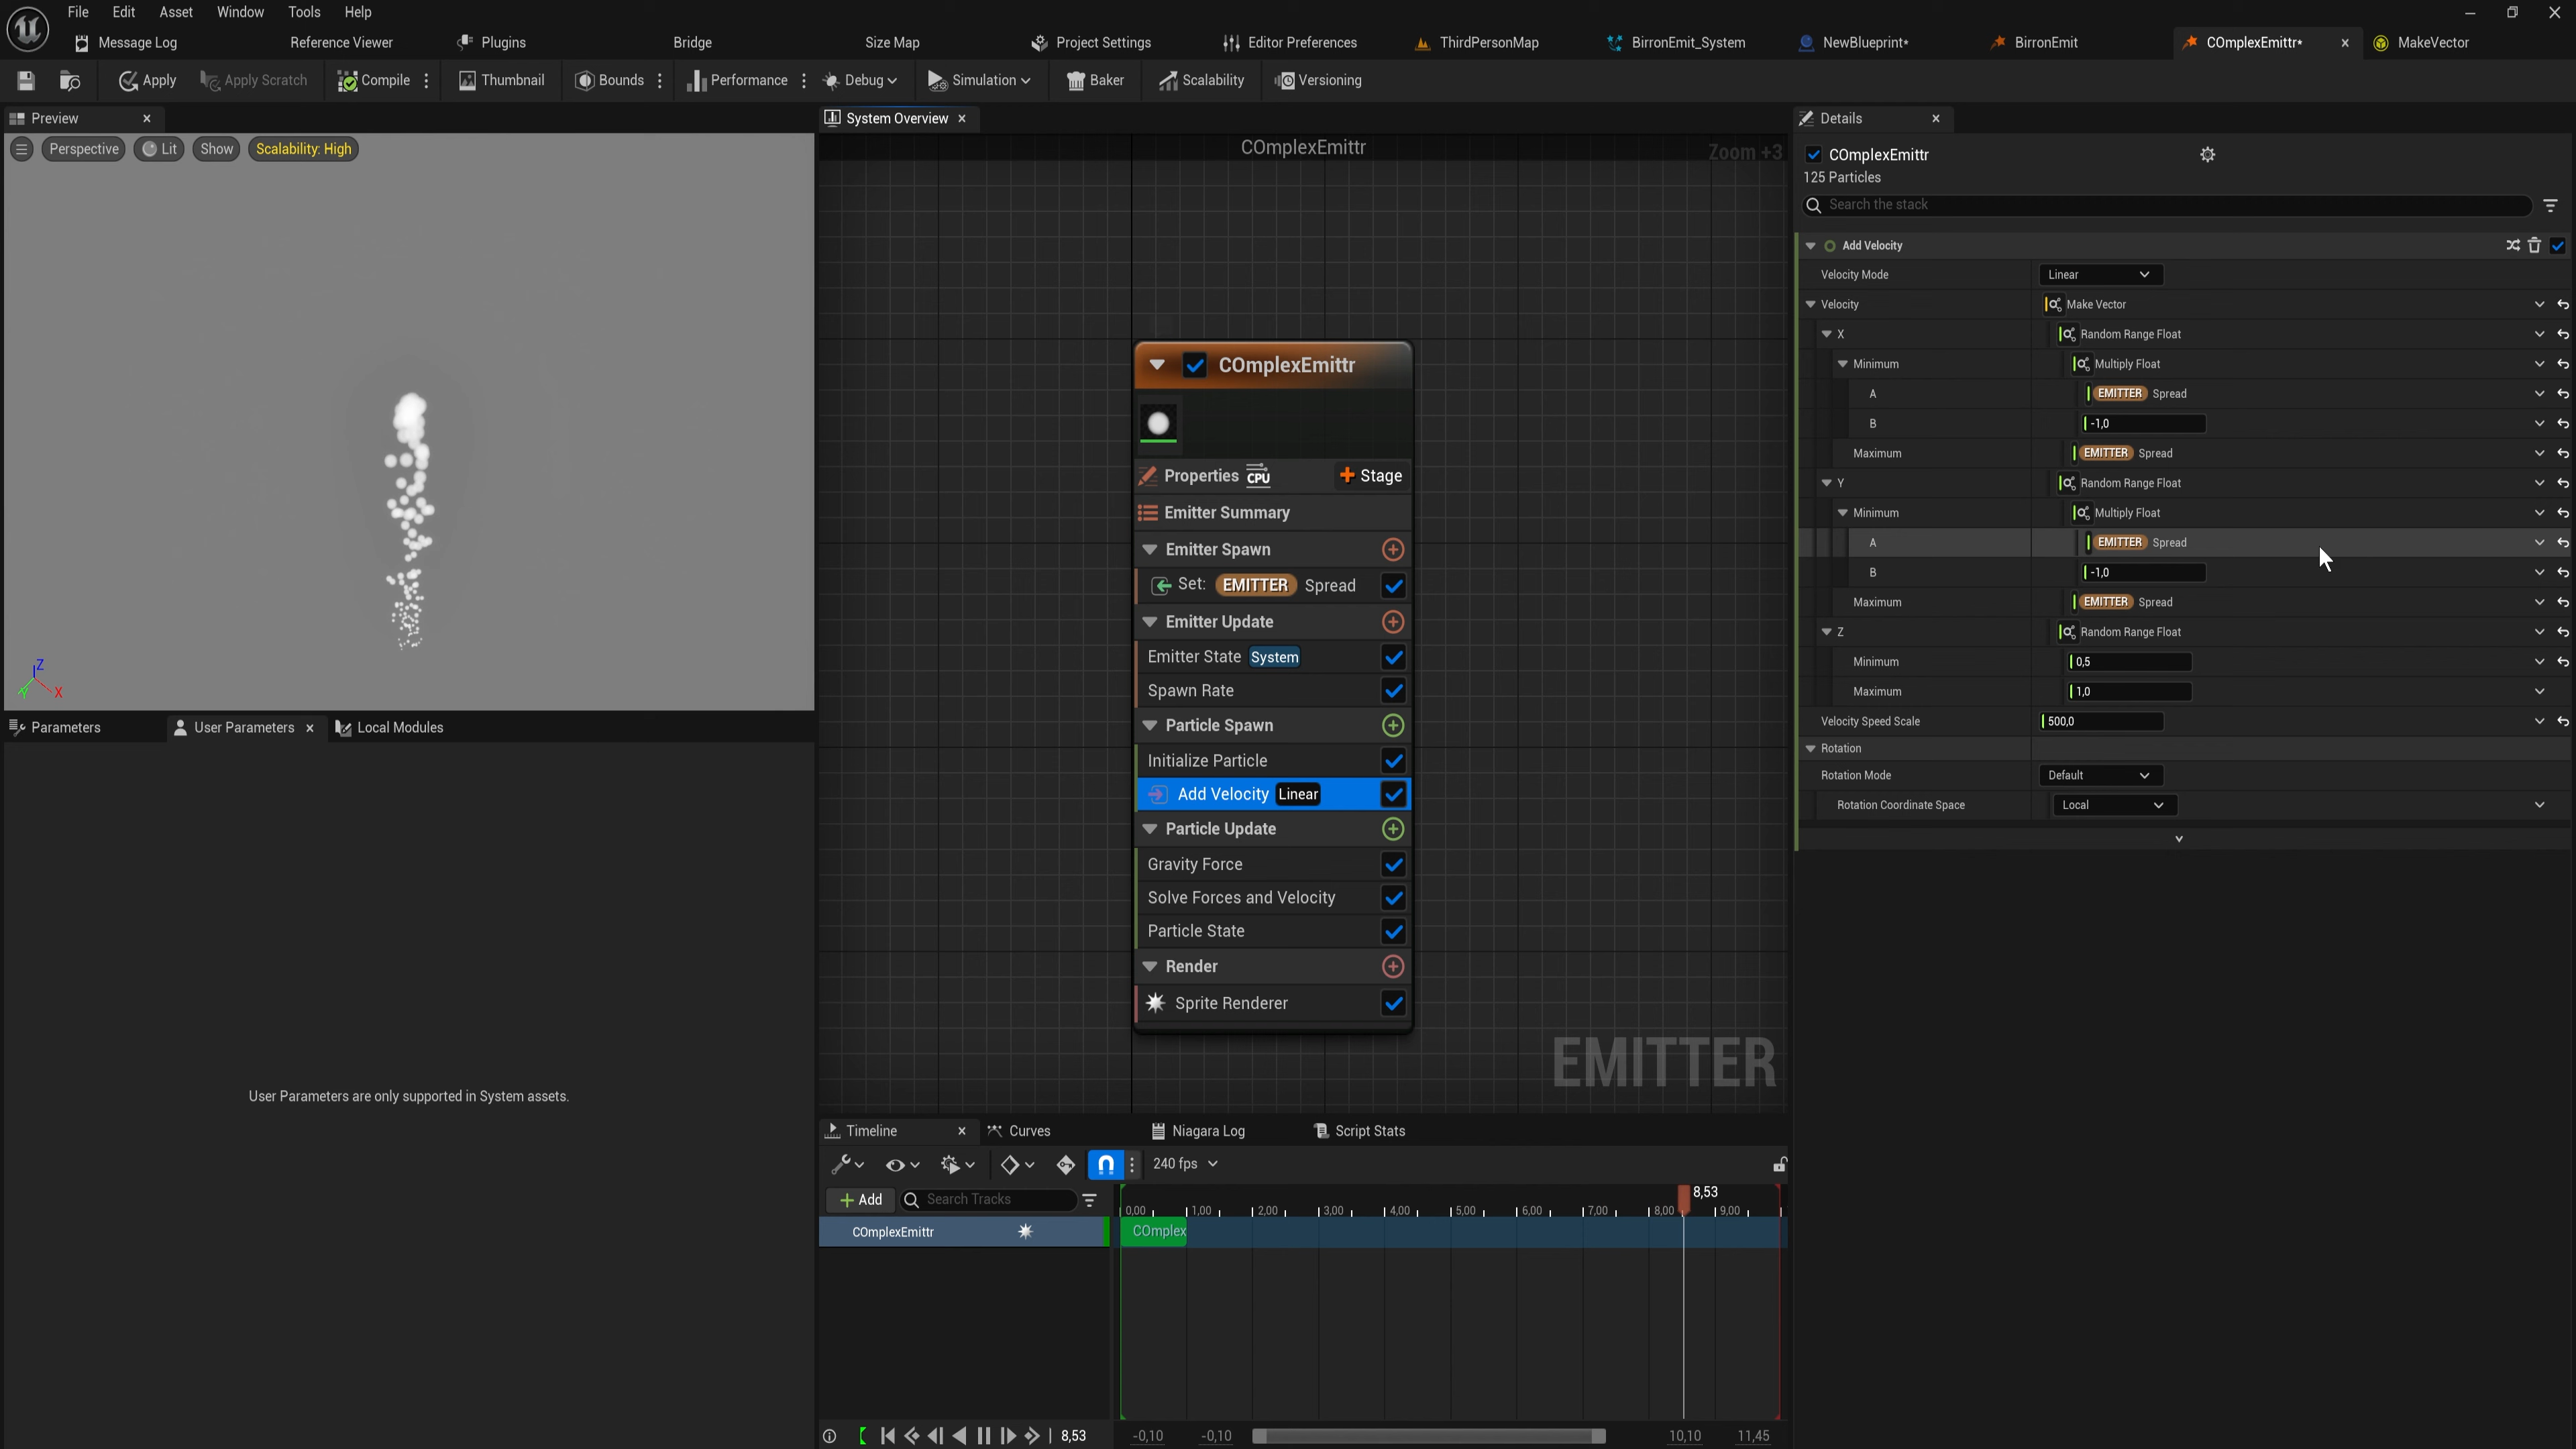 File Edit Asset Window Tools Help
Message Log Reference Viewer Plugins Bridge Size Map Project Settings Editor Preferences ThirdPersonMap BirronEmit_System NewBlueprint* BirronEmit COmplexEmittr* MakeVector
Apply Apply Scratch Compile Thumbnail Bounds Performance Debug Simulation Baker Scalability Versioning
Preview
Perspective Lit Show Scalability: High
Z
Y X
Parameters User Parameters Local Modules
User Parameters are only supported in System assets.
System Overview
COmplexEmittr
Zoom +3
COmplexEmittr
Properties CPU Stage
Emitter Summary
Emitter Spawn
Set: EMITTER Spread
Emitter Update
Emitter State System
Spawn Rate
Particle Spawn
Initialize Particle
Add Velocity Linear
Particle Update
Gravity Force
Solve Forces and Velocity
Particle State
Render
Sprite Renderer
EMITTER
Timeline Curves Niagara Log Script Stats
240 fps
+ Add Search Tracks
8,53
0,00 1,00 2,00 3,00 4,00 5,00 6,00 7,00 8,00 9,00
COmplexEmittr COmplex
8,53 -0,10 -0,10 10,10 11,45
Details
COmplexEmittr
125 Particles
Search the stack
Add Velocity
Velocity Mode Linear
Velocity Make Vector
X Random Range Float
Minimum Multiply Float
A EMITTER Spread
B -1,0
Maximum EMITTER Spread
Y Random Range Float
Minimum Multiply Float
A EMITTER Spread
B -1,0
Maximum EMITTER Spread
Z Random Range Float
Minimum 0,5
Maximum 1,0
Velocity Speed Scale 500,0
Rotation
Rotation Mode Default
Rotation Coordinate Space Local